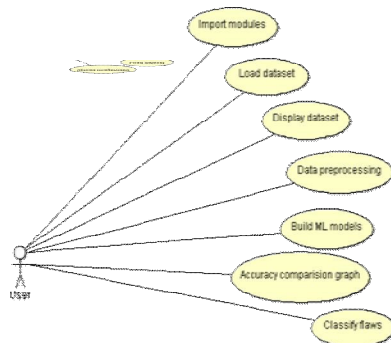 Import modules
Load dataset
Display dataset
Data preprocessing
Build ML models
Accuracy comparision graph
Classify flaws
User